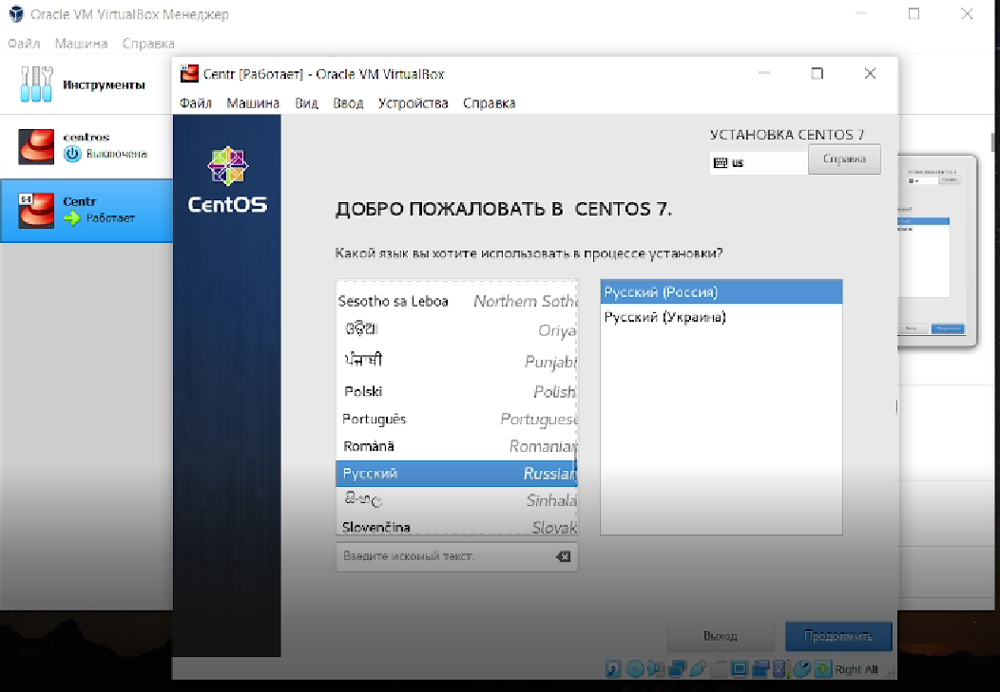 Oracle VM VirtualBox Менеджер
Файл Машина Справка
Инструменты
centros
Выключена
64
Centr
Работает
Centr [Работает] - Oracle VM VirtualBox
Файл Машина Вид Ввод Устройства Справка
CentOS
УСТАНОВКА CENTOS 7
us
Справка
ДОБРО ПОЖАЛОВАТЬ В CENTOS 7.
Какой язык вы хотите использовать в процессе установки?
Sesotho sa Leboa Northern Sotho
ଓଡ଼ିଆ Oriya
ਪੰਜਾਬੀ Punjabi
Polski Polish
Português Portuguese
Română Romanian
Русский Russian
සිංහල Sinhala
Slovenčina Slovak
Введите искомый текст.
Русский (Россия)
Русский (Украина)
Выход
Продолжить
Right Alt